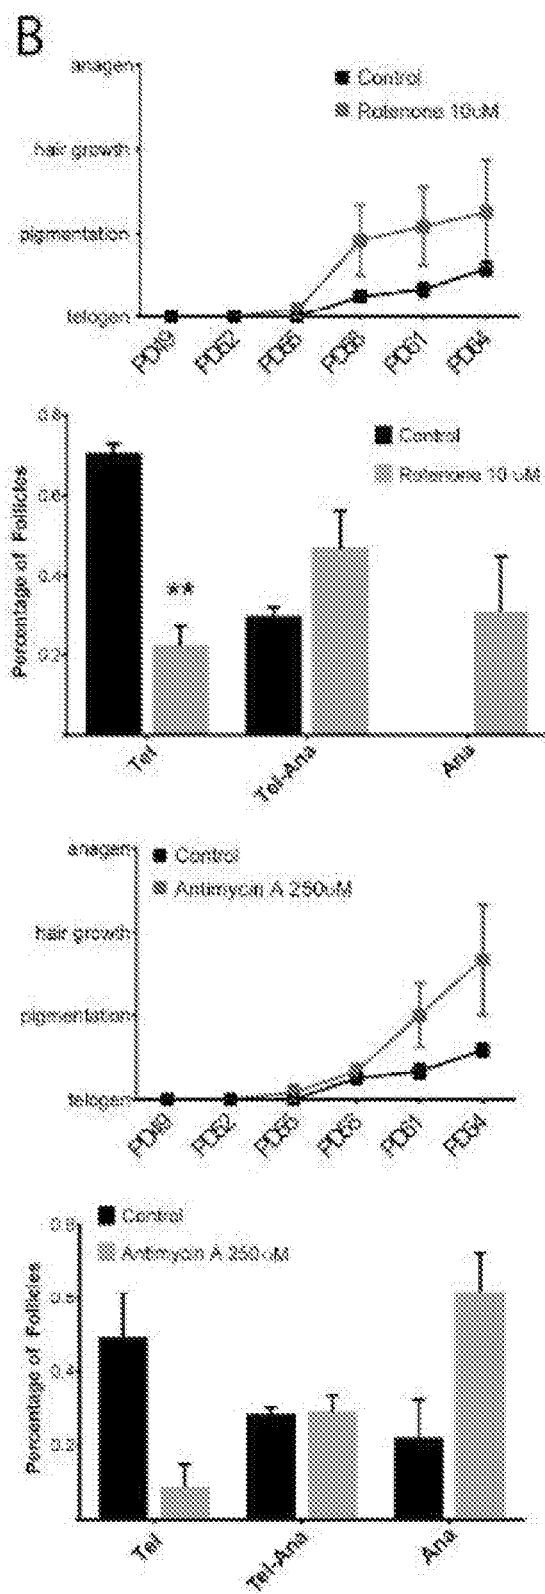 B
anagen
Control
Rotenone 10uM
hair growth
pigmentation
telogen
PD49 PD52 PD55 PD58 PD61 PD64
0.8
Control
Rotenone 10 uM
0.6
Percentage of Follicles
0.4
**
0.2
Tel Tel-Ana Ana
anagen
Control
Antimycin A 250uM
hair growth
pigmentation
telogen
PD49 PD52 PD55 PD58 PD61 PD64
0.8
Control
Antimycin A 250 uM
0.6
Percentage of Follicles
0.4
0.2
Tel Tel-Ana Ana